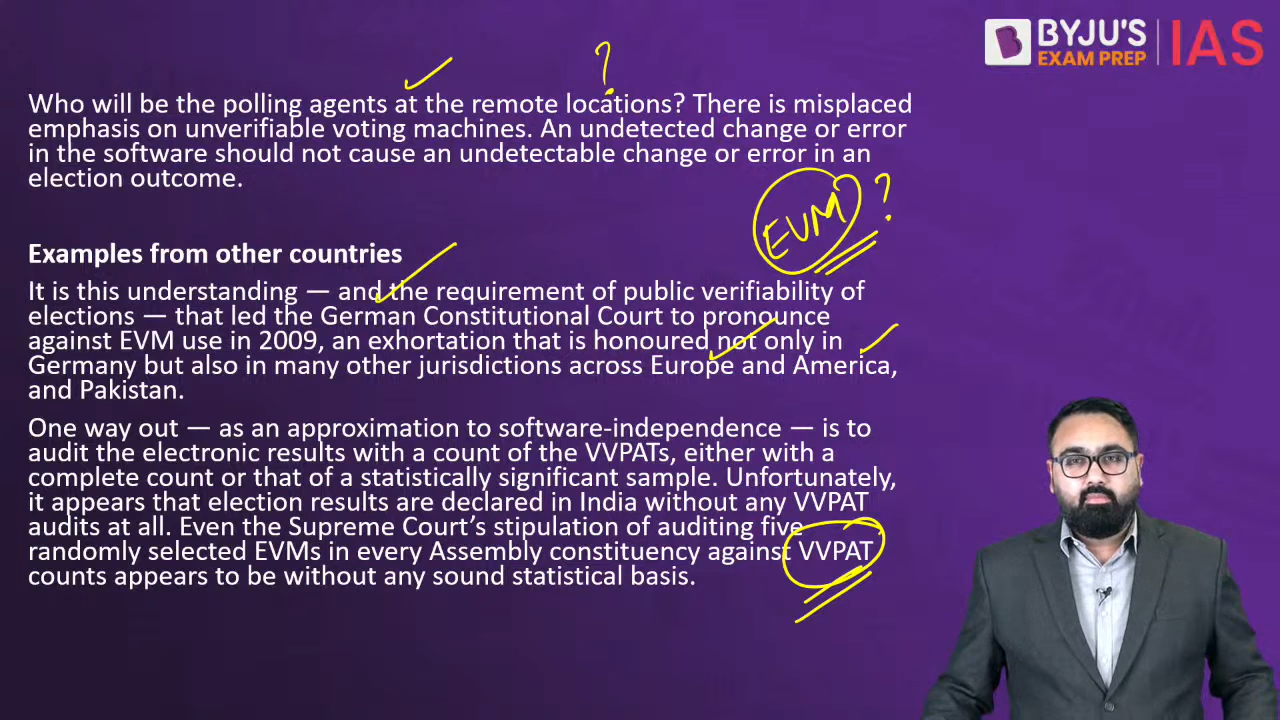 BYJU'S
EXAM PREP
IAS
?
Who will be the polling agents at the remote locations? There is misplaced
emphasis on unverifiable voting machines. An undetected change or error
in the software should not cause an undetectable change or error in an
election outcome.
EVM ?
Examples from other countries
It is this understanding — and the requirement of public verifiability of
elections — that led the German Constitutional Court to pronounce
against EVM use in 2009, an exhortation that is honoured not only in
Germany but also in many other jurisdictions across Europe and America,
and Pakistan.
One way out — as an approximation to software-independence — is to
audit the electronic results with a count of the VVPATs, either with a
complete count or that of a statistically significant sample. Unfortunately,
it appears that election results are declared in India without any VVPAT
audits at all. Even the Supreme Court's stipulation of auditing five
randomly selected EVMs in every Assembly constituency against VVPAT
counts appears to be without any sound statistical basis.